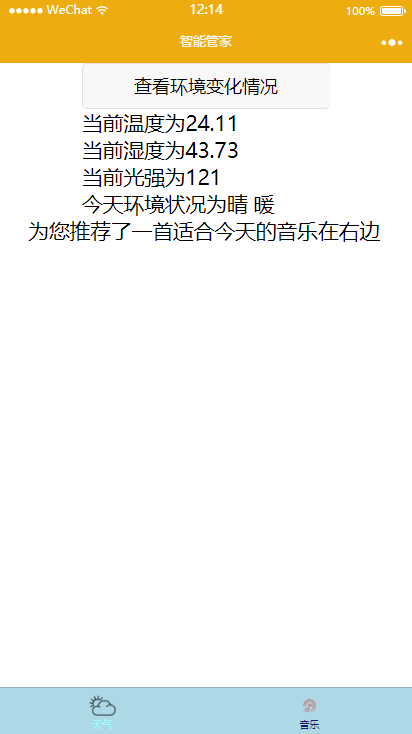 WeChat 12:14 100%
智能管家
查看环境变化情况
当前温度为24.11
当前湿度为43.73
当前光强为121
今天环境状况为晴 暖
为您推荐了一首适合今天的音乐在右边
天气 音乐